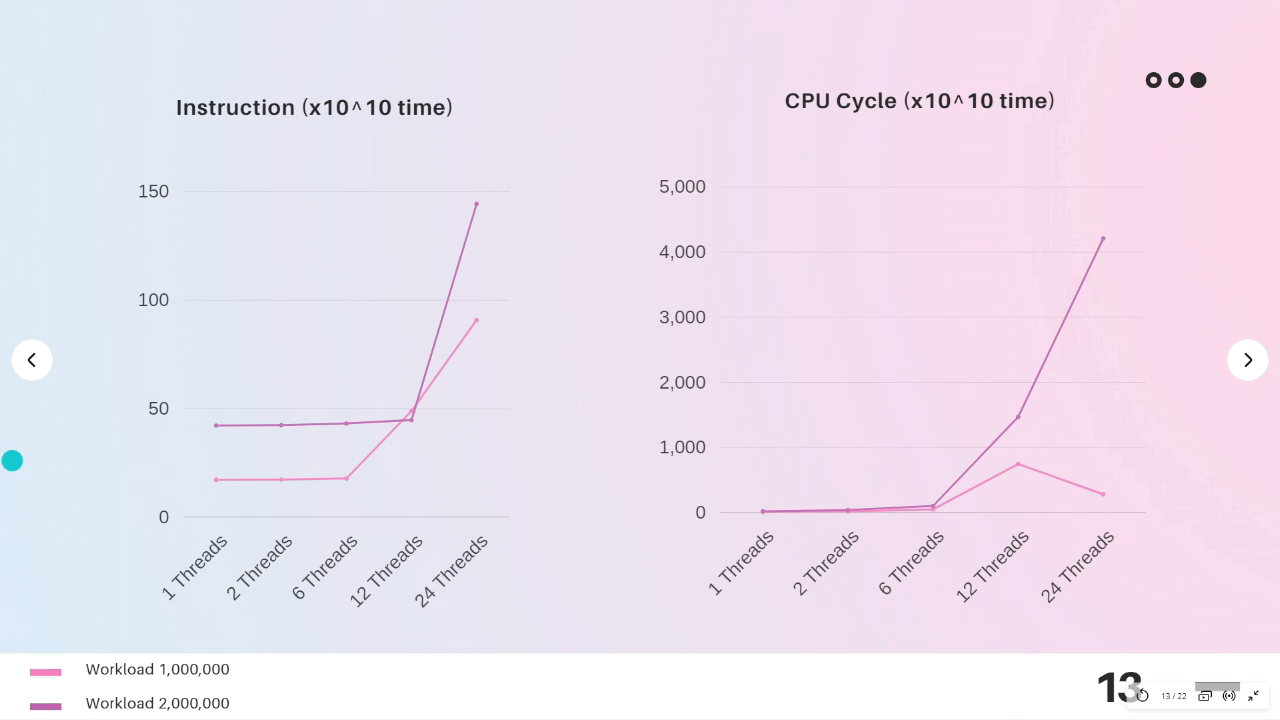 Instruction (x10^10 time)
150
100
50
0
1 Threads
2 Threads
6 Threads
12 Threads
24 Threads
CPU Cycle (x10^10 time)
5,000
4,000
3,000
2,000
1,000
0
1 Threads
2 Threads
6 Threads
12 Threads
24 Threads
Workload 1,000,000
Workload 2,000,000
13
13 / 22